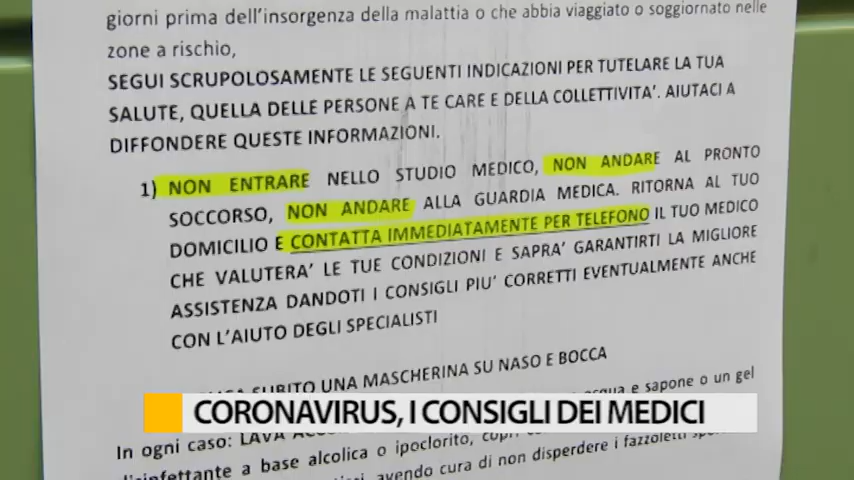 giorni prima dell'insorgenza della malattia o che abbia viaggiato o soggiornato nelle
zone a rischio,
SEGUI SCRUPOLOSAMENTE LE SEGUENTI INDICAZIONI PER TUTELARE LA TUA
SALUTE, QUELLA DELLE PERSONE A TE CARE E DELLA COLLETTIVITA'. AIUTACI A
DIFFONDERE QUESTE INFORMAZIONI.
1) NON ENTRARE NELLO STUDIO MEDICO, NON ANDARE AL PRONTO
SOCCORSO, NON ANDARE ALLA GUARDIA MEDICA. RITORNA AL TUO
DOMICILIO E CONTATTA IMMEDIATAMENTE PER TELEFONO IL TUO MEDICO
CHE VALUTERA' LE TUE CONDIZIONI E SAPRA' GARANTIRTI LA MIGLIORE
ASSISTENZA DANDOTI I CONSIGLI PIU' CORRETTI EVENTUALMENTE ANCHE
CON L'AIUTO DEGLI SPECIALISTI
SUBITO UNA MASCHERINA SU NASO E BOCCA
e sapone o un gel
CORONAVIRUS, I CONSIGLI DEI MEDICI
In ogni caso: LAVA
a base alcolica o ipoclorito,
avendo cura di non disperdere i fazzoletti